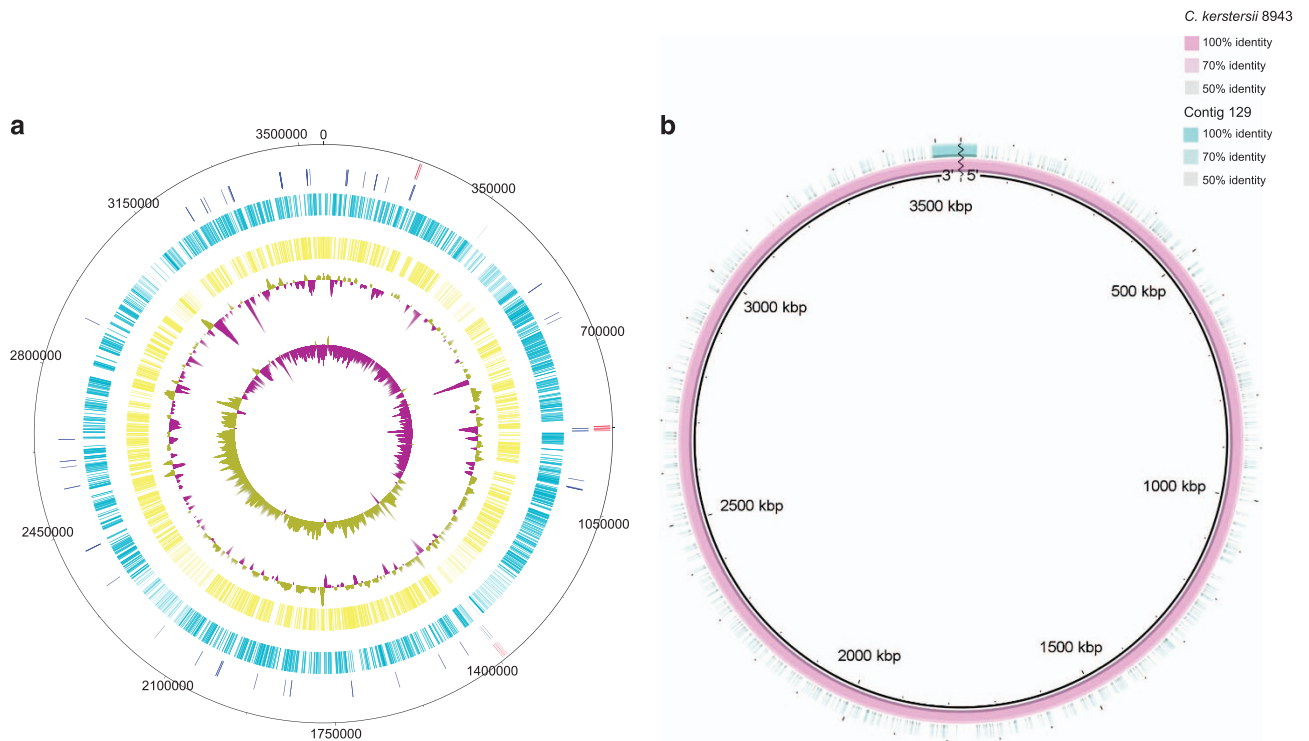 a
3500000
0
350000
700000
1050000
1400000
1750000
2100000
2450000
2800000
3150000
b
C. kerstersii 8943
100% identity
70% identity
50% identity
Contig 129
100% identity
70% identity
50% identity
3' 5'
3500 kbp
500 kbp
1000 kbp
1500 kbp
2000 kbp
2500 kbp
3000 kbp